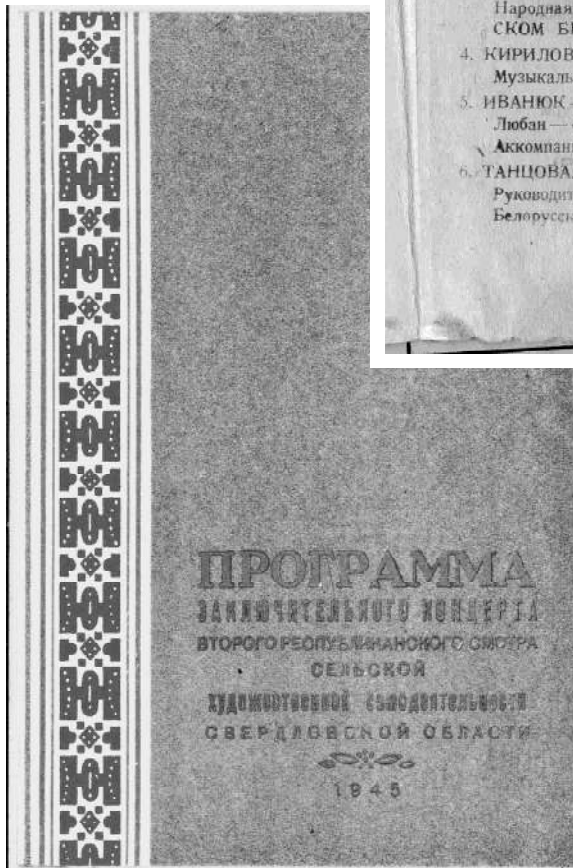 Народная
СКОМ
4. КИРИЛОВ
Музыкаль
5. ИВАНЮК
Любан —
Аккомпани
6. ТАНЦОВА
Руководит
Белорусск
ПРОГРАММА
ЗАКЛЮЧИТЕЛЬНОГО КОНЦЕРТА
ВТОРОГО РЕСПУБЛИКАНСКОГО СМОТРА
СЕЛЬСКОЙ
художественной самодеятельности
СВЕРДЛОВСКОЙ ОБЛАСТИ
1945